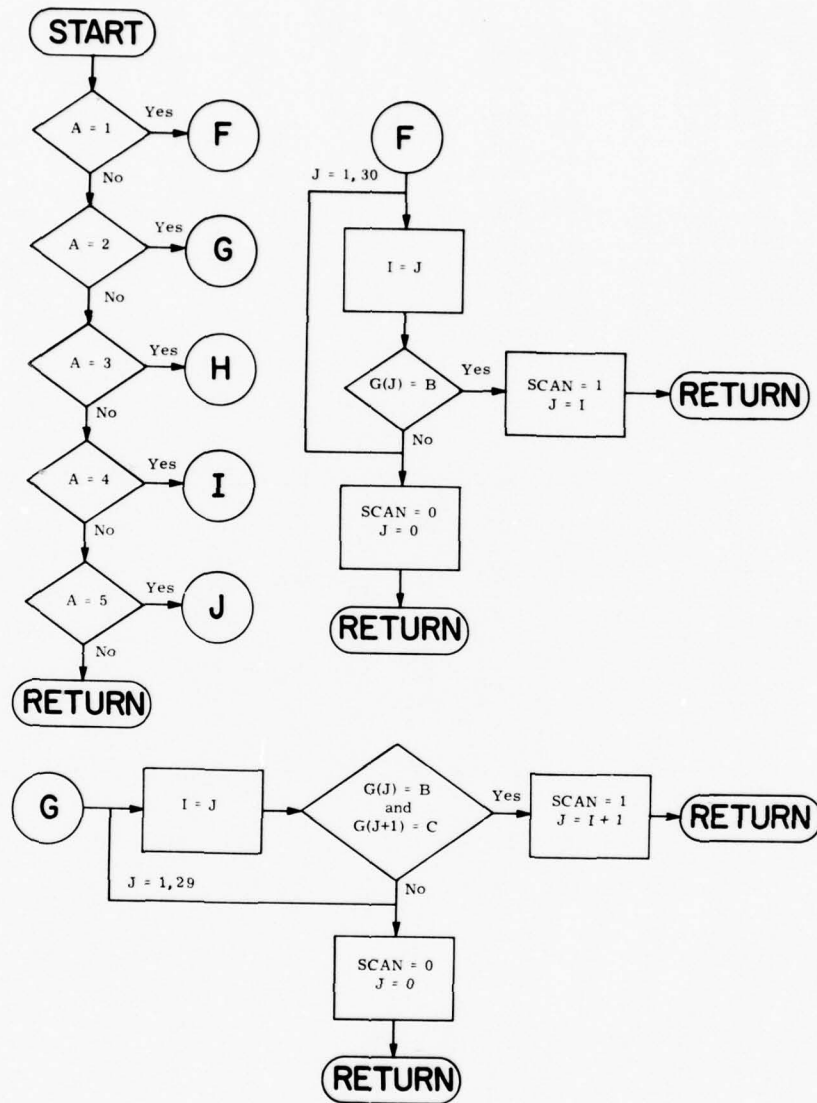 START
A = 1
Yes
F
No
A = 2
Yes
G
No
A = 3
Yes
H
No
A = 4
Yes
I
No
A = 5
Yes
J
No
RETURN
F
J = 1, 30
I = J
G(J) = B
Yes
SCAN = 1
J = I
RETURN
No
SCAN = 0
J = 0
RETURN
G
I = J
G(J) = B
and
G(J+1) = C
Yes
SCAN = 1
J = I + 1
RETURN
J = 1, 29
No
SCAN = 0
J = 0
RETURN